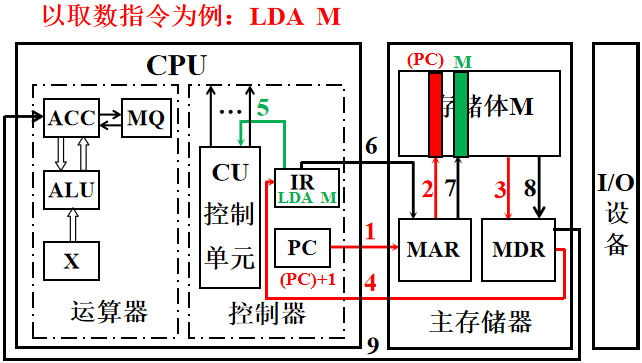 以取数指令为例：LDA M
CPU
ACC
MQ
ALU
X
运算器
…
5
CU
控制
单元
IR
LDA M
PC
(PC)+1
控制器
6
1
4
9
(PC)
M
存储体M
2
7
3
8
MAR
MDR
主存储器
I/O
设
备